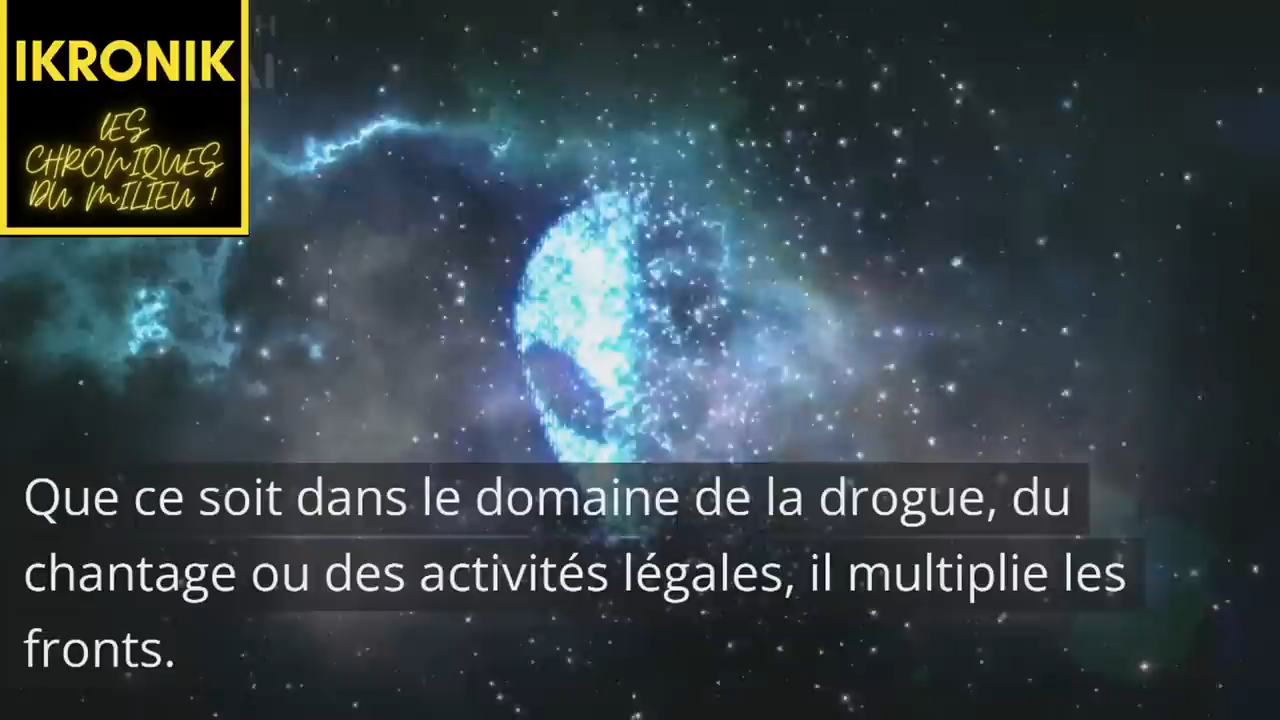 IKRONIK
LES
CHRONIQUES
DU MILIEU !
Que ce soit dans le domaine de la drogue, du
chantage ou des activités légales, il multiplie les
fronts.